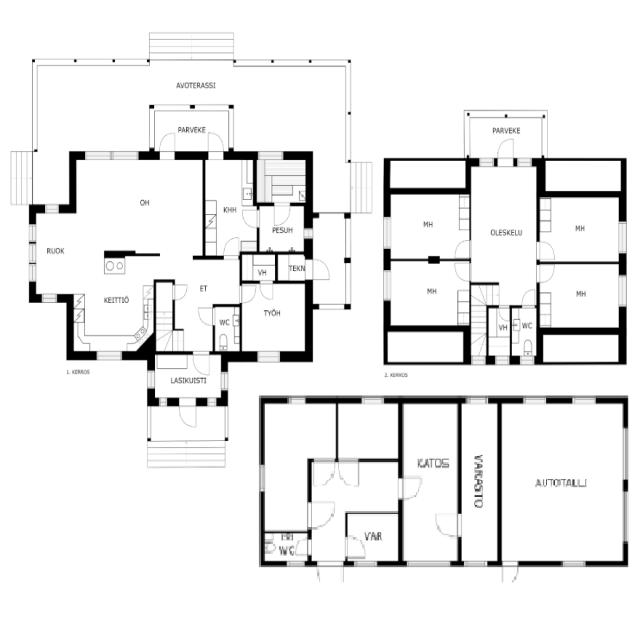 AVOTERASSI
PARVEKE
OH
KHH
PESUH
RUOK
KEITTIÖ
ET
VH
TEKN
WC
TYÖH
LASIKUISTI
1. KERROS
PARVEKE
MH
OLESKELU
MH
MH
MH
VH
WC
2. KERROS
KATOS
VARASTO
AUTOTALLI
WC
VAR